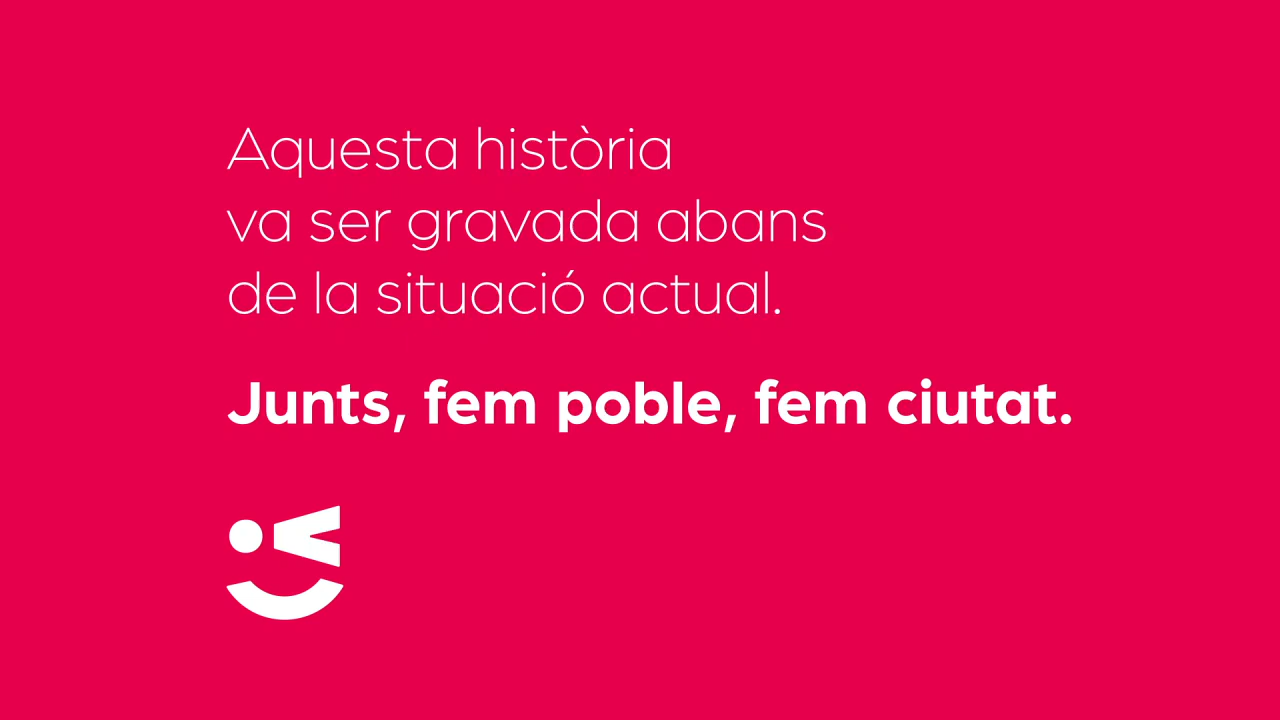 Aquesta història
va ser gravada abans
de la situació actual.
Junts, fem poble, fem ciutat.